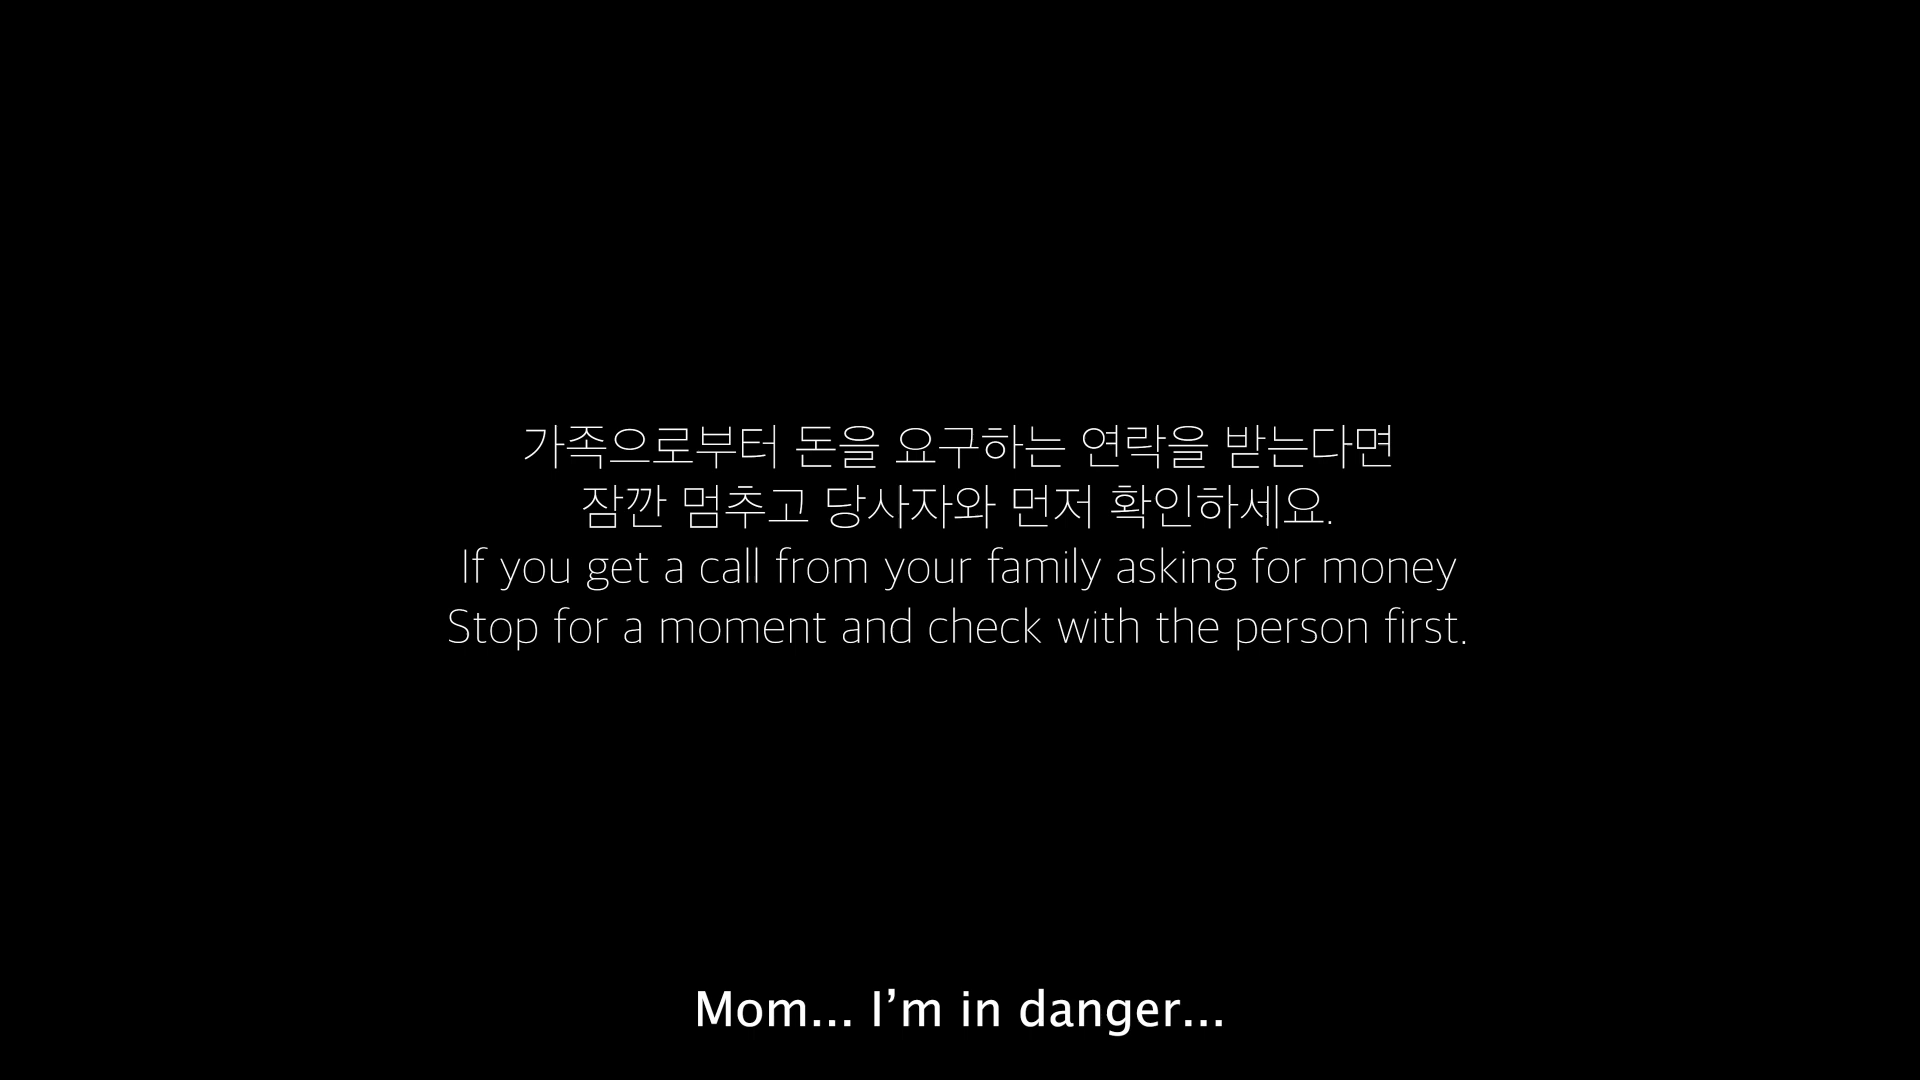 가족으로부터 돈을 요구하는 연락을 받는다면
잠깐 멈추고 당사자와 먼저 확인하세요.
If you get a call from your family asking for money
Stop for a moment and check with the person first.
Mom... I’m in danger...